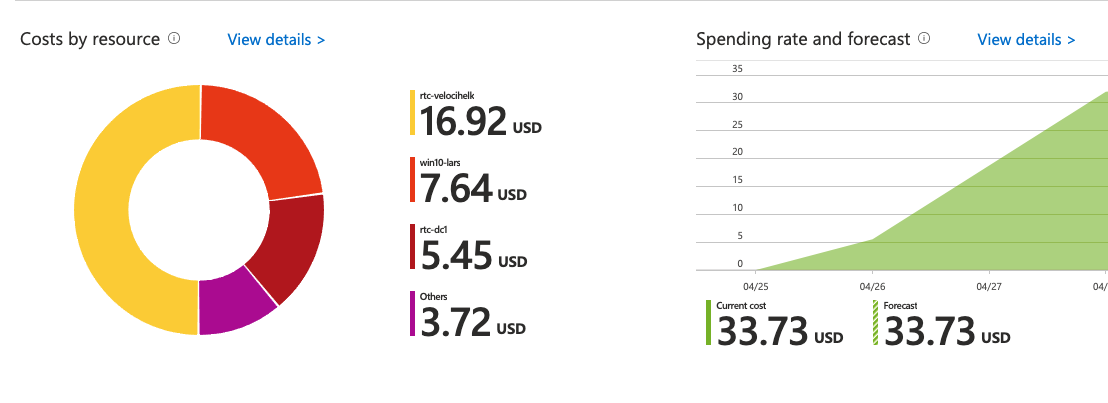 Costs by resource
View details >
rtc-velocihelk
16.92 USD
win10-lars
7.64 USD
rtc-dc1
5.45 USD
Others
3.72 USD
Spending rate and forecast
View details >
35
30
25
20
15
10
5
0
04/25
04/26
04/27
04/
Current cost
33.73 USD
Forecast
33.73 USD